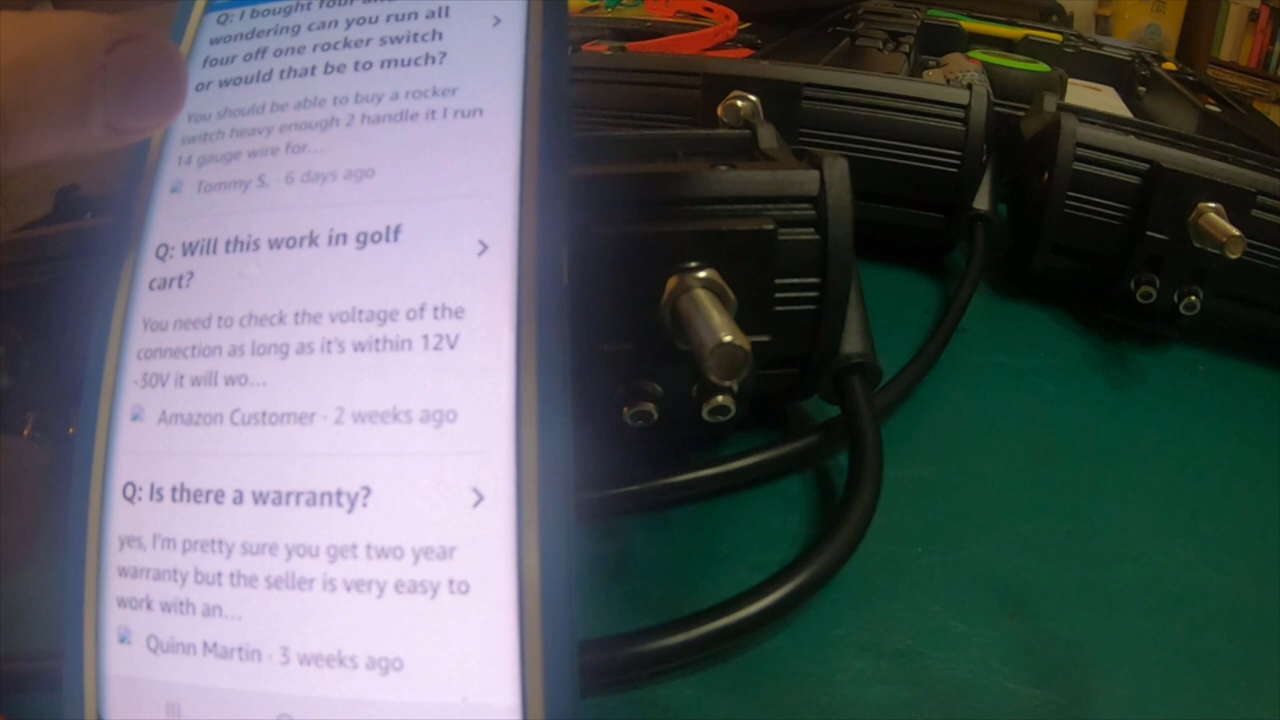 Q: I bought four
wondering can you run all
four off one rocker switch
or would that be to much?
You should be able to buy a rocker
switch heavy enough 2 handle it I run
14 gauge wire for...
Tommy S. · 6 days ago
Q: Will this work in golf
cart?
You need to check the voltage of the
connection as long as it's within 12V
-30V it will wo...
Amazon Customer · 2 weeks ago
Q: Is there a warranty?
yes, I'm pretty sure you get two year
warranty but the seller is very easy to
work with an...
Quinn Martin · 3 weeks ago